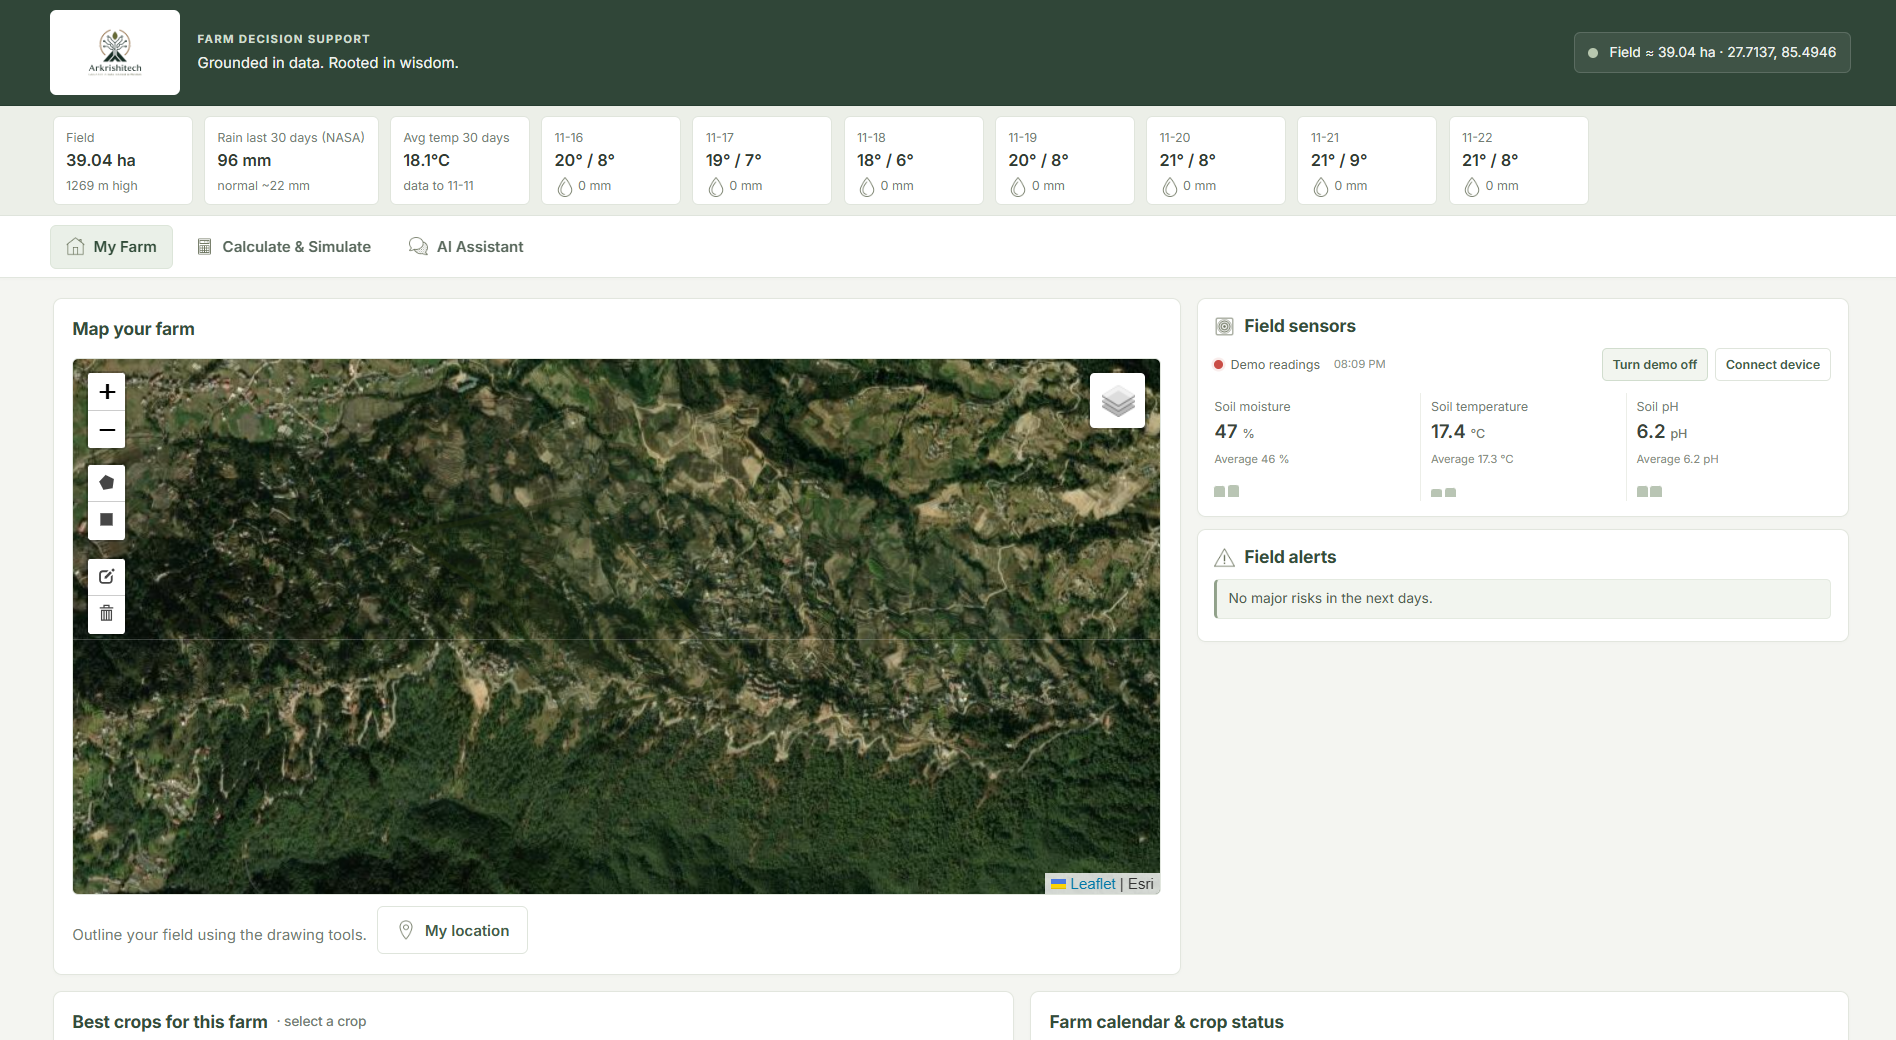 Arkrishitech
FARM DECISION SUPPORT
Grounded in data. Rooted in wisdom.
Field ≈ 39.04 ha · 27.7137, 85.4946
Field
39.04 ha
1269 m high
Rain last 30 days (NASA)
96 mm
normal ~22 mm
Avg temp 30 days
18.1°C
data to 11-11
11-16
20° / 8°
0 mm
11-17
19° / 7°
0 mm
11-18
18° / 6°
0 mm
11-19
20° / 8°
0 mm
11-20
21° / 8°
0 mm
11-21
21° / 9°
0 mm
11-22
21° / 8°
0 mm
My Farm
Calculate & Simulate
AI Assistant
Map your farm
+
−
Leaflet | Esri
Outline your field using the drawing tools.
My location
Field sensors
Demo readings 08:09 PM
Turn demo off
Connect device
Soil moisture
47 %
Average 46 %
Soil temperature
17.4 °C
Average 17.3 °C
Soil pH
6.2 pH
Average 6.2 pH
Field alerts
No major risks in the next days.
Best crops for this farm · select a crop
Farm calendar & crop status